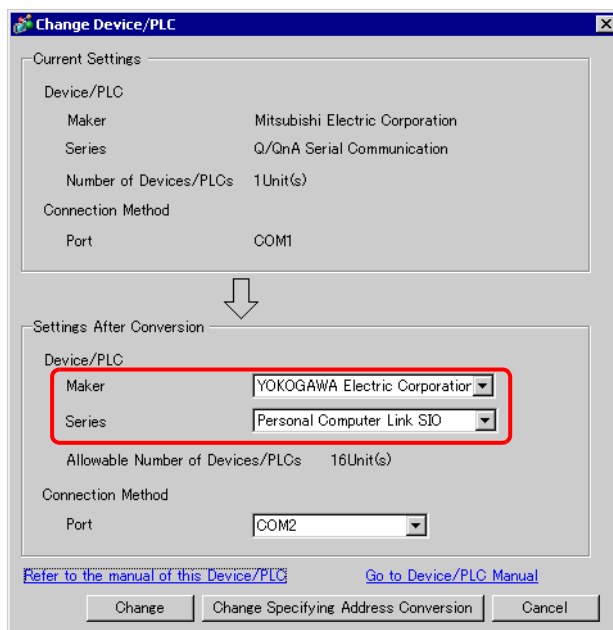 Change Device/PLC
Current Settings
Device/PLC
Maker Mitsubishi Electric Corporation
Series Q/QnA Serial Communication
Number of Devices/PLCs 1Unit(s)
Connection Method
Port COM1
Settings After Conversion
Device/PLC
Maker YOKOGAWA Electric Corporation
Series Personal Computer Link SIO
Allowable Number of Devices/PLCs 16Unit(s)
Connection Method
Port COM2
Refer to the manual of this Device/PLC Go to Device/PLC Manual
Change Change Specifying Address Conversion Cancel